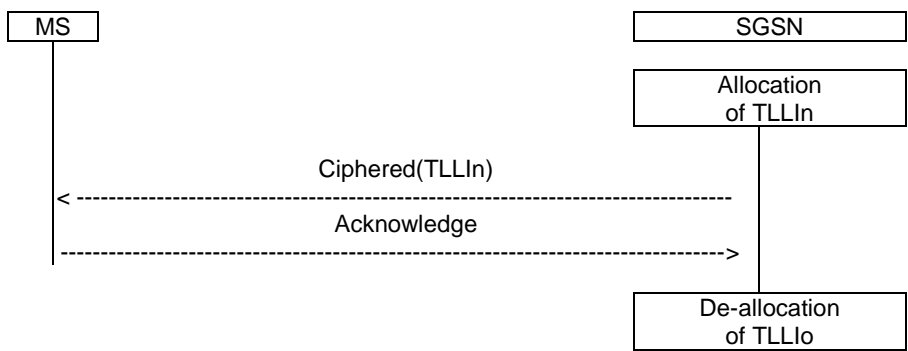 MS
SGSN
Allocation
of TLLIn
Ciphered(TLLIn)
Acknowledge
De-allocation
of TLLIo